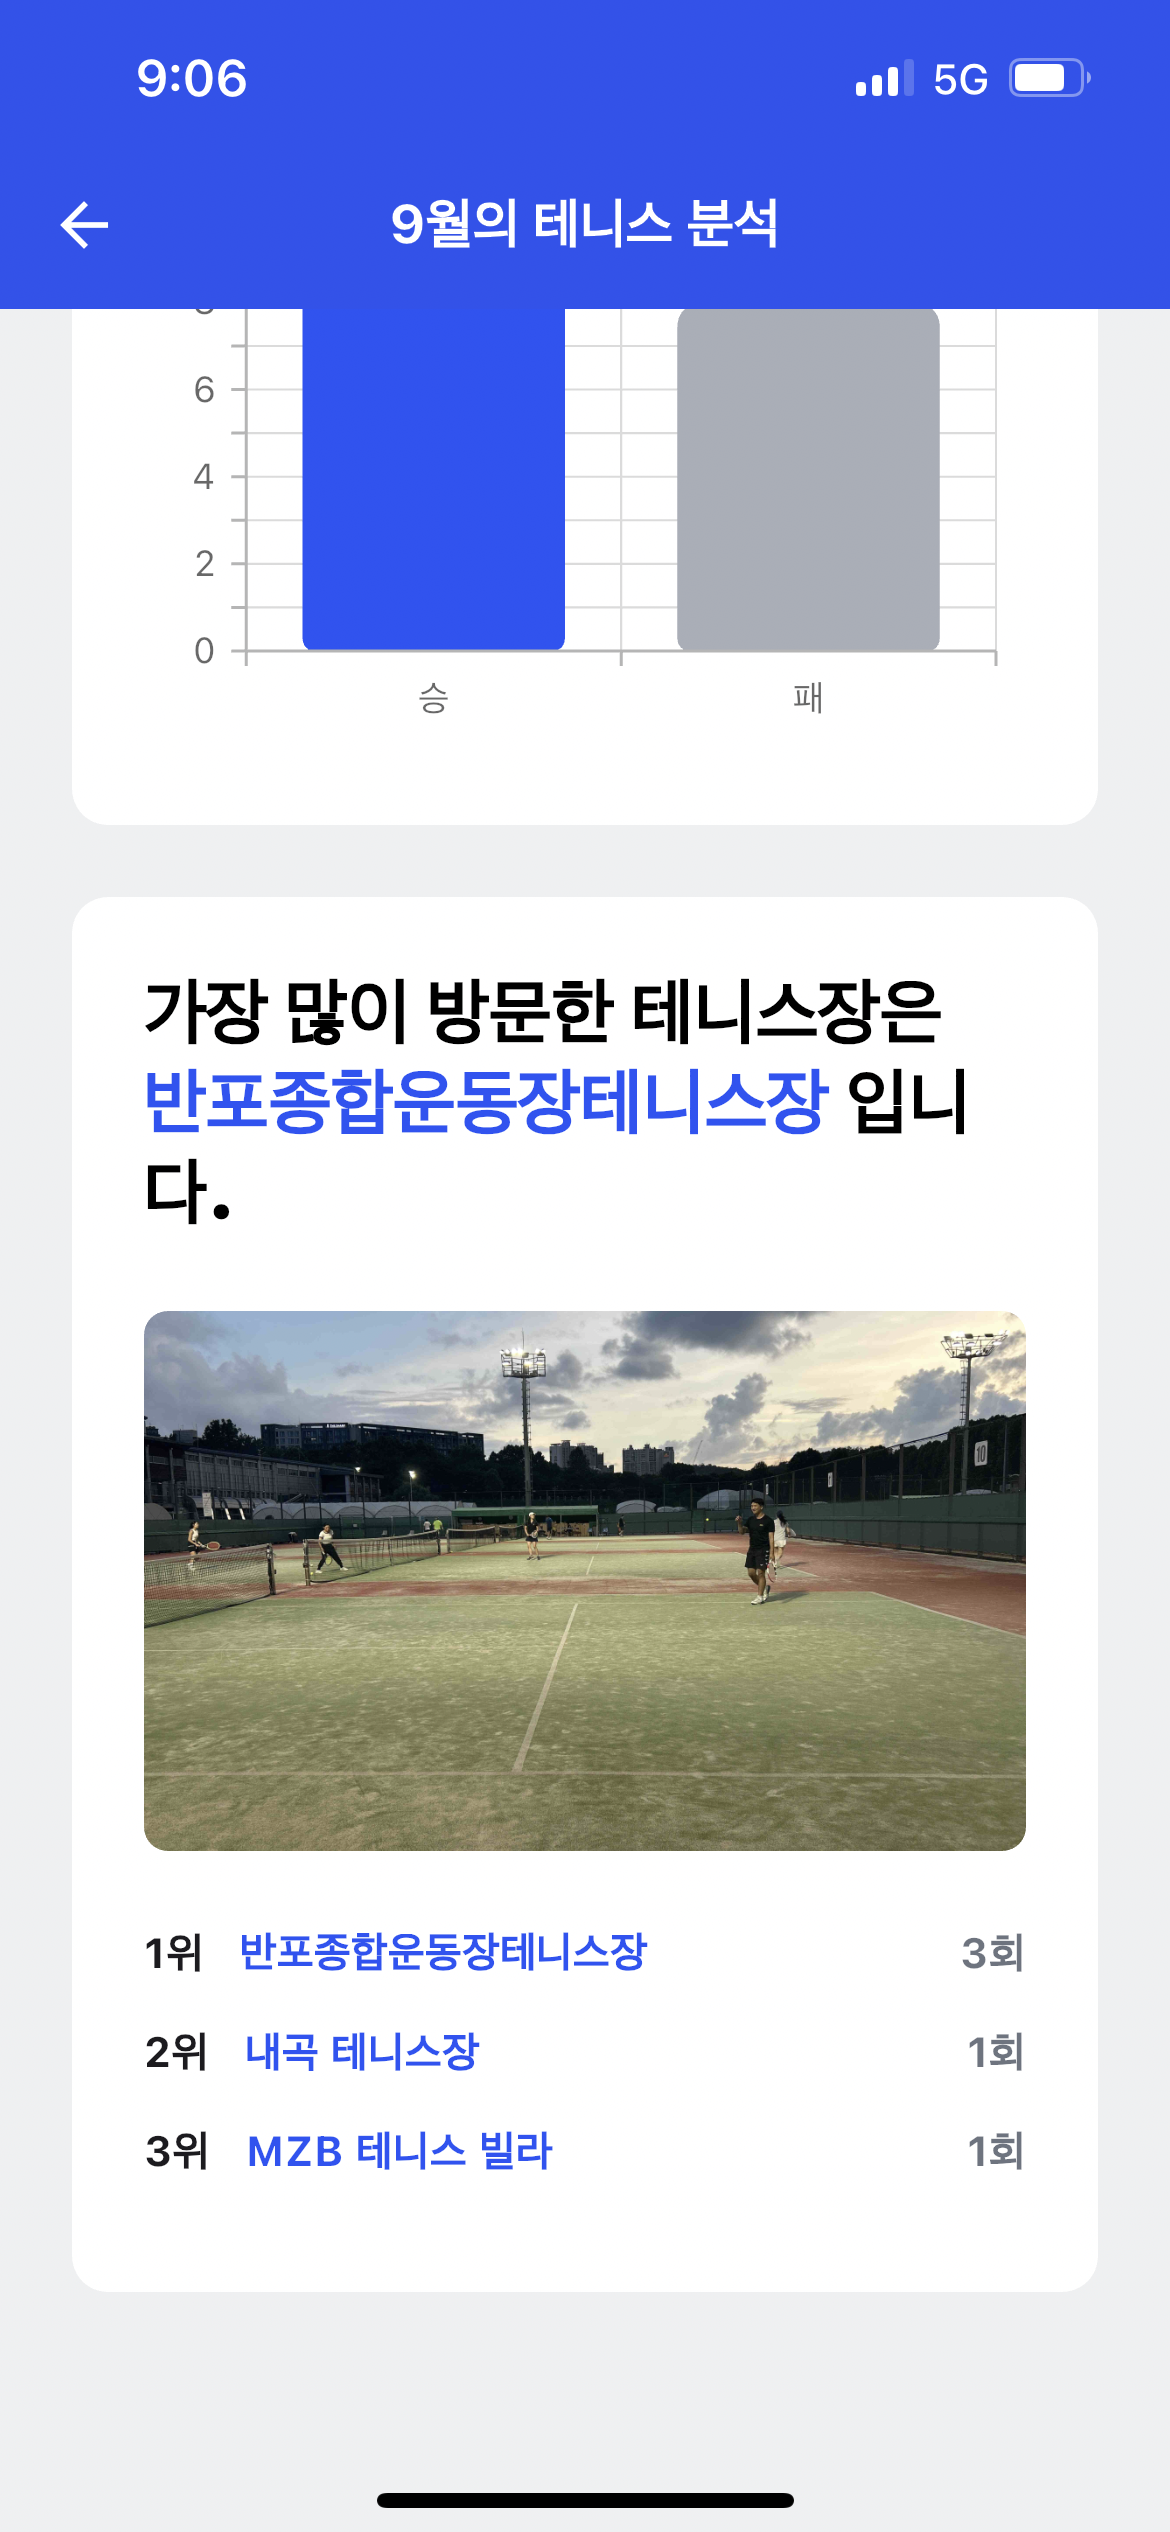 9:06 5G
9월의 테니스 분석
6
4
2
0
승 패
가장 많이 방문한 테니스장은
반포종합운동장테니스장 입니
다.
10
1위 반포종합운동장테니스장 3회
2위 내곡 테니스장 1회
3위 MZB 테니스 빌라 1회